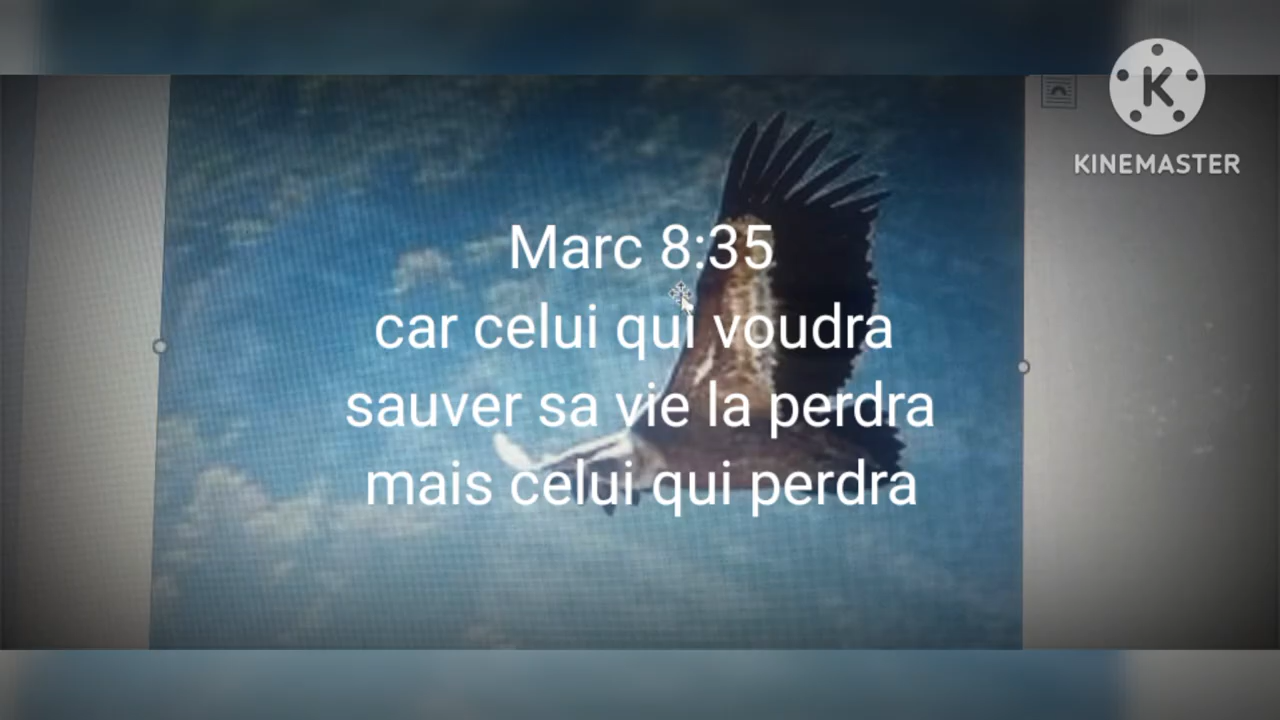 KINEMASTER
Marc 8:35
car celui qui voudra
sauver sa vie la perdra
mais celui qui perdra